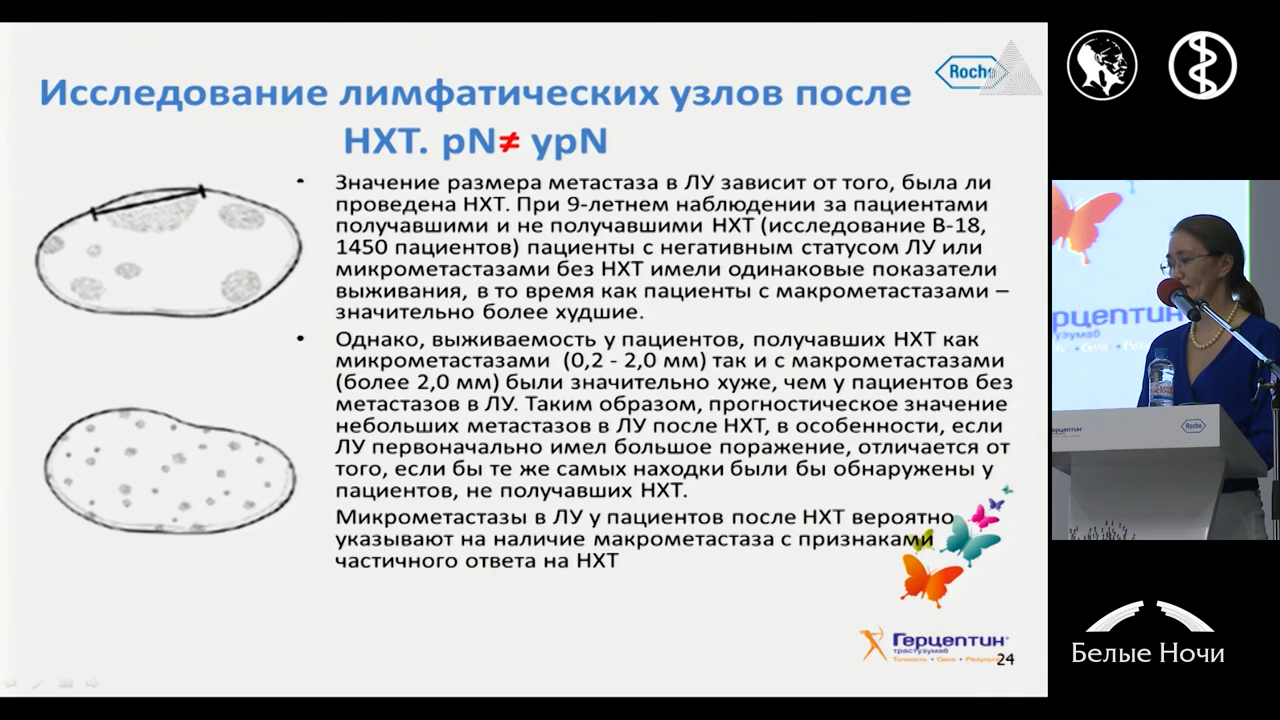 Исследование лимфатических узлов после
НХТ. pN≠ ypN
Roche
• Значение размера метастаза в ЛУ зависит от того, была ли
проведена НХТ. При 9-летнем наблюдении за пациентами
получавшими и не получавшими НХТ (исследование В-18,
1450 пациентов) пациенты с негативным статусом ЛУ или
микрометастазами без НХТ имели одинаковые показатели
выживания, в то время как пациенты с макрометастазами –
значительно более худшие.
• Однако, выживаемость у пациентов, получавших НХТ как
микрометастазами (0,2 - 2,0 мм) так и с макрометастазами
(более 2,0 мм) были значительно хуже, чем у пациентов без
метастазов в ЛУ. Таким образом, прогностическое значение
небольших метастазов в ЛУ после НХТ, в особенности, если
ЛУ первоначально имел большое поражение, отличается от
того, если бы те же самых находки были бы обнаружены у
пациентов, не получавших НХТ.
Микрометастазы в ЛУ у пациентов после НХТ вероятно
указывают на наличие макрометастаза с признаками
частичного ответа на НХТ
Герцептин
трастузумаб
Точность • Сила • Результат
24
рцептин
тузумаб
Герцептин
Roche
Белые Ночи